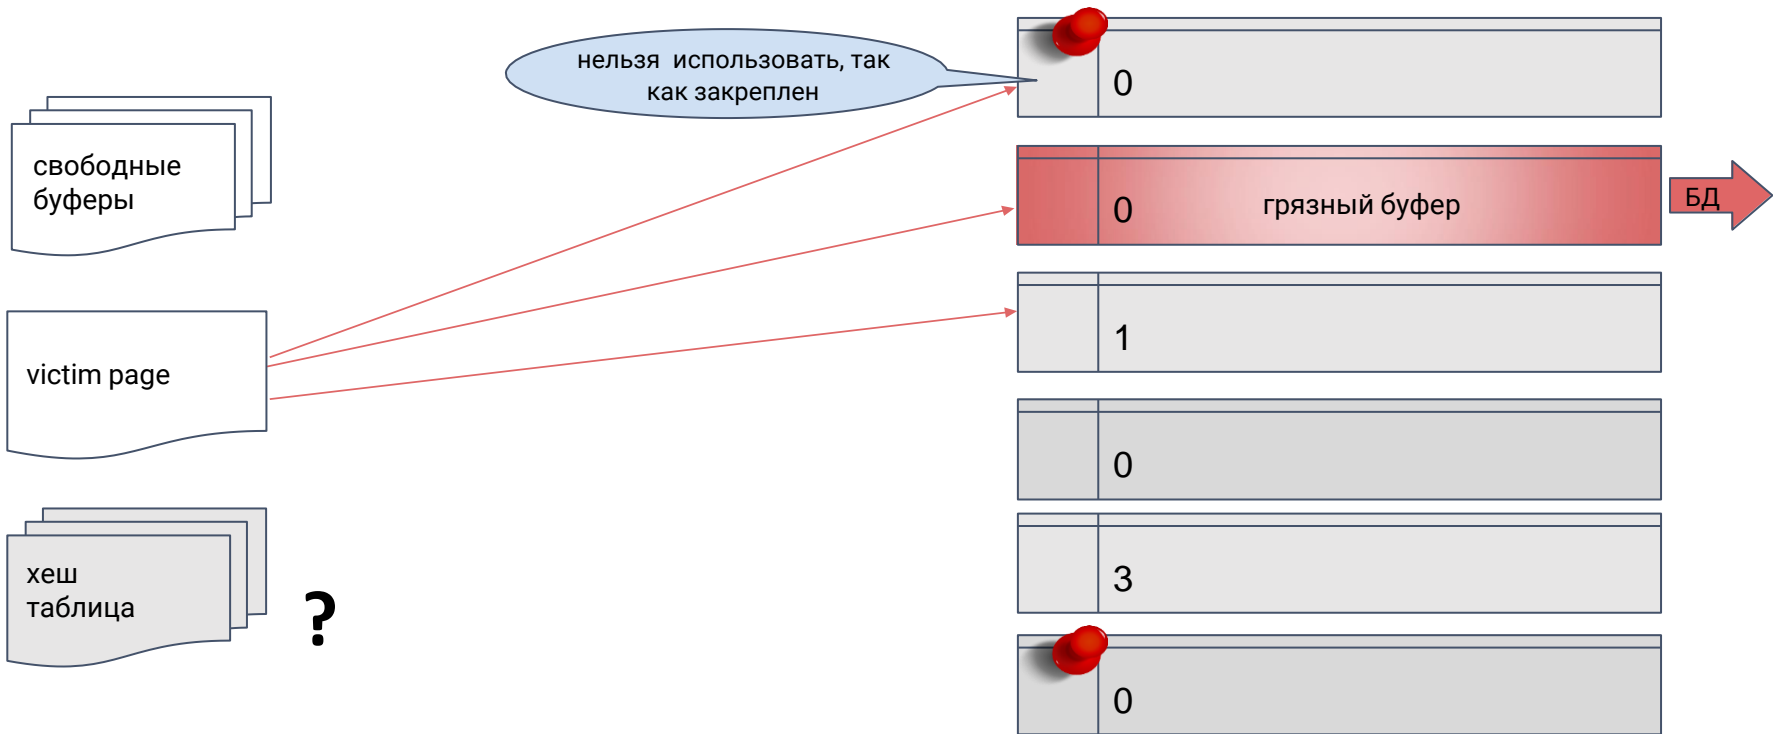 нельзя использовать, так
как закреплен
0
свободные
буферы
0
грязный буфер
БД
1
victim page
0
хеш
таблица
?
3
0